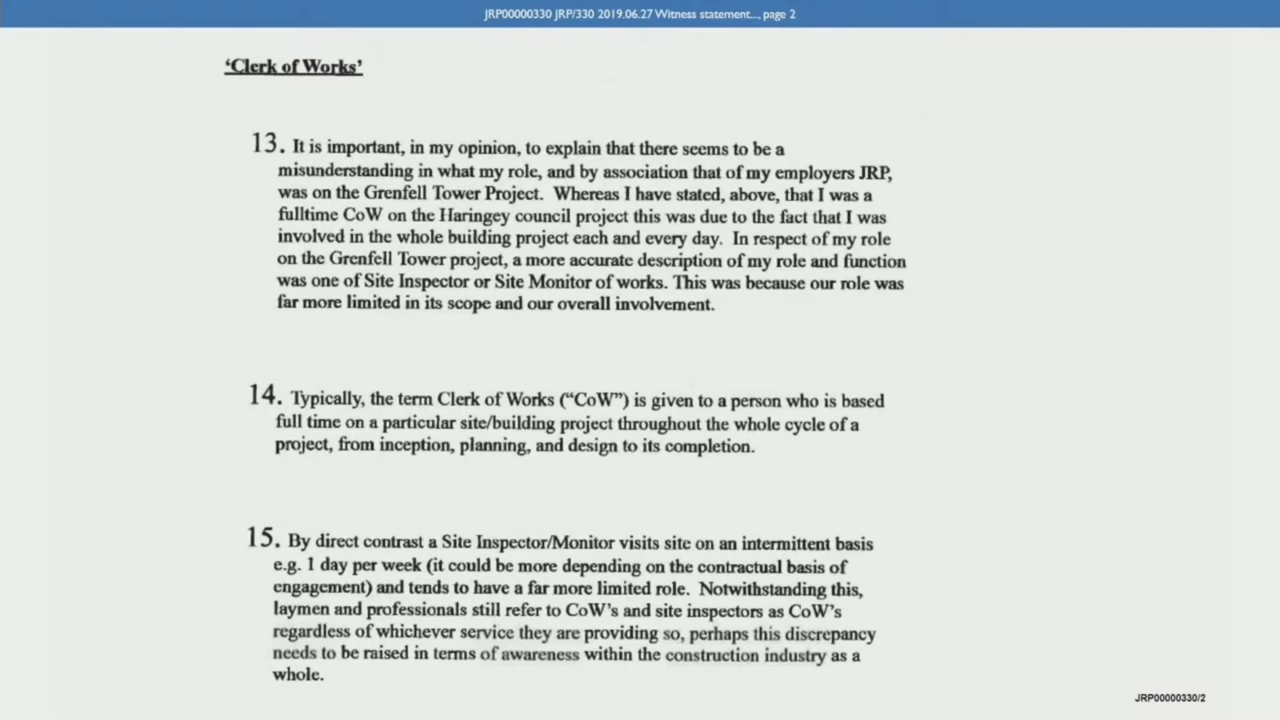 JRP00000330 JRP/330 2019.06.27 Witness statement..., page 2
‘Clerk of Works’
13. It is important, in my opinion, to explain that there seems to be a
misunderstanding in what my role, and by association that of my employers JRP,
was on the Grenfell Tower Project. Whereas I have stated, above, that I was a
fulltime CoW on the Haringey council project this was due to the fact that I was
involved in the whole building project each and every day. In respect of my role
on the Grenfell Tower project, a more accurate description of my role and function
was one of Site Inspector or Site Monitor of works. This was because our role was
far more limited in its scope and our overall involvement.
14. Typically, the term Clerk of Works (“CoW”) is given to a person who is based
full time on a particular site/building project throughout the whole cycle of a
project, from inception, planning, and design to its completion.
15. By direct contrast a Site Inspector/Monitor visits site on an intermittent basis
e.g. 1 day per week (it could be more depending on the contractual basis of
engagement) and tends to have a far more limited role. Notwithstanding this,
laymen and professionals still refer to CoW’s and site inspectors as CoW’s
regardless of whichever service they are providing so, perhaps this discrepancy
needs to be raised in terms of awareness within the construction industry as a
whole.
JRP00000330/2